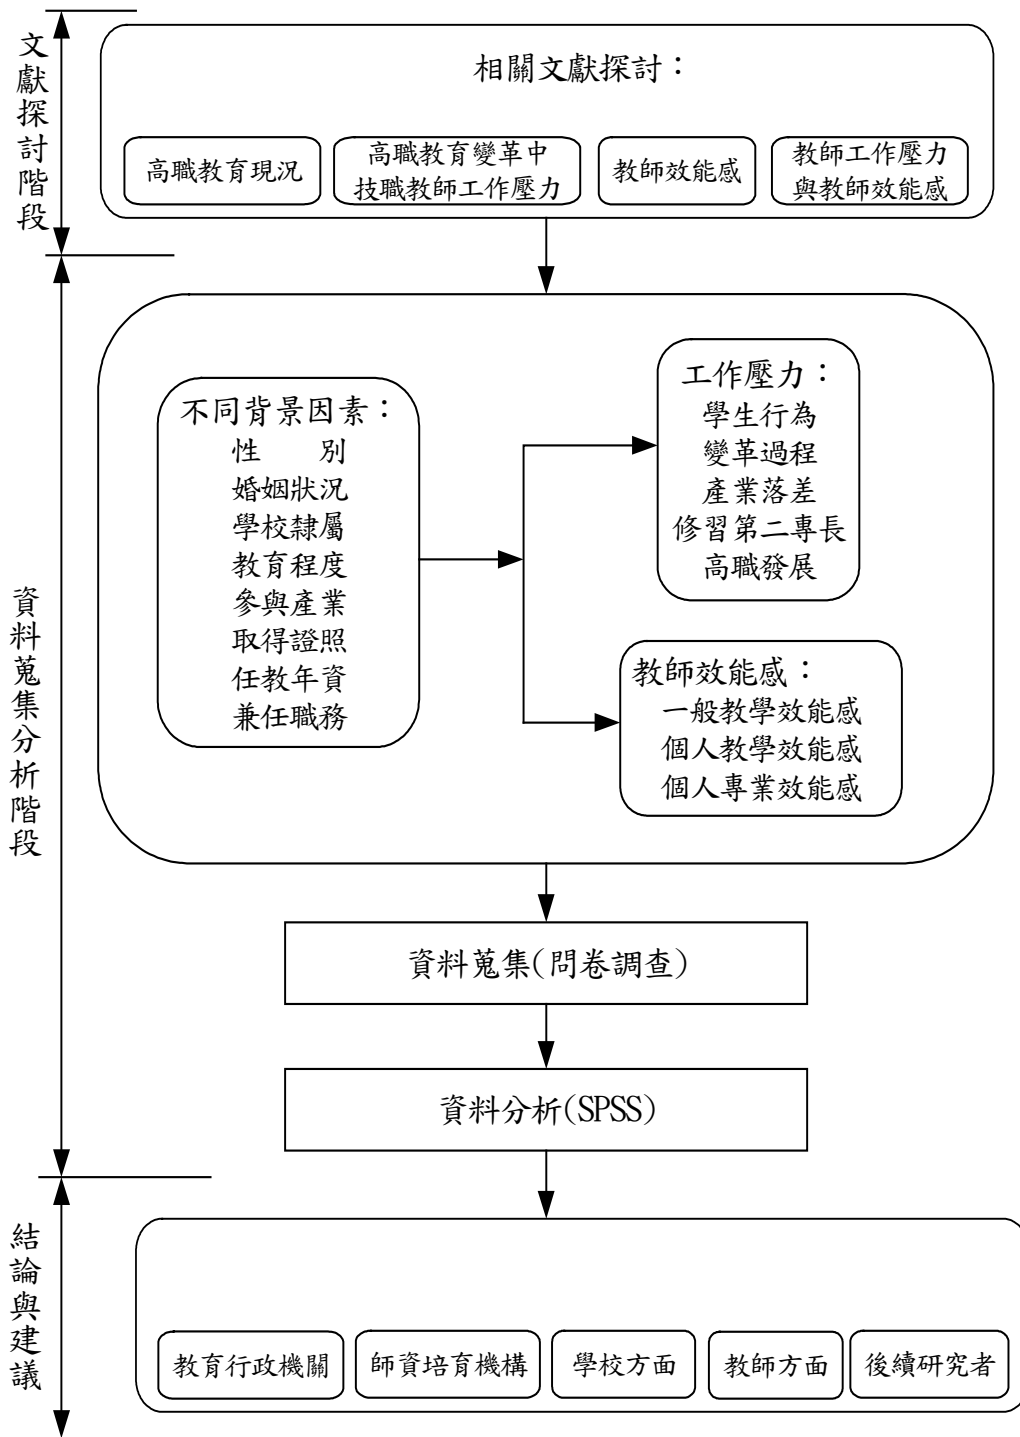 文獻探討階段
相關文獻探討：
高職教育現況
高職教育變革中
技職教師工作壓力
教師效能感
教師工作壓力
與教師效能感
資料蒐集分析階段
不同背景因素：
性　　別
婚姻狀況
學校隸屬
教育程度
參與產業
取得證照
任教年資
兼任職務
工作壓力：
學生行為
變革過程
產業落差
修習第二專長
高職發展
教師效能感：
一般教學效能感
個人教學效能感
個人專業效能感
資料蒐集(問卷調查)
資料分析(SPSS)
結論與建議
教育行政機關
師資培育機構
學校方面
教師方面
後續研究者